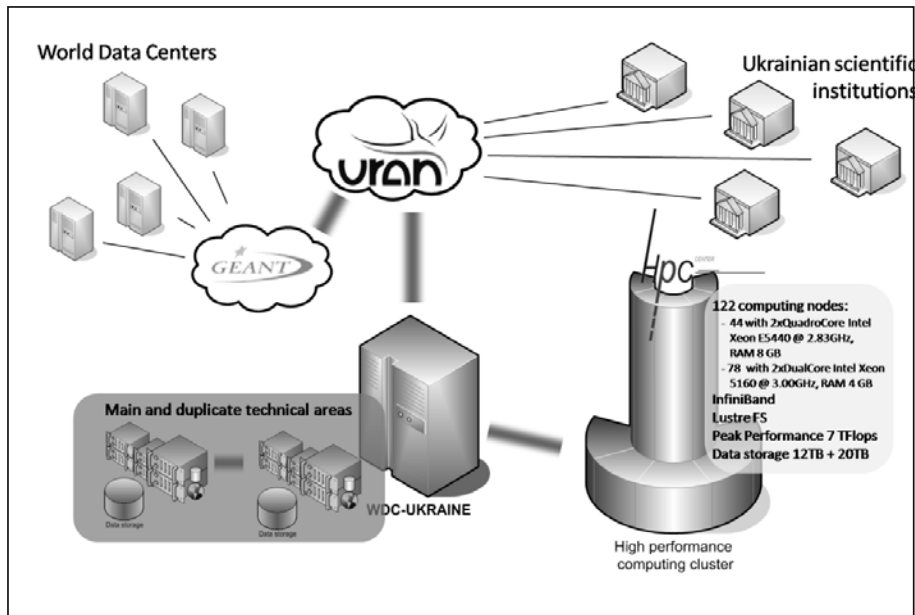 World Data Centers
Ukrainian scientific
institutions
uran
GEANT
Hpc CENTER
122 computing nodes:
- 44 with 2xQuadroCore Intel
Xeon E5440 @ 2.83GHz,
RAM 8 GB
- 78 with 2xDualCore Intel Xeon
5160 @ 3.00GHz, RAM 4 GB
InfiniBand
Lustre FS
Peak Performance 7 TFlops
Data storage 12TB + 20TB
Main and duplicate technical areas
Data storage
Data storage
WDC-UKRAINE
High performance
computing cluster